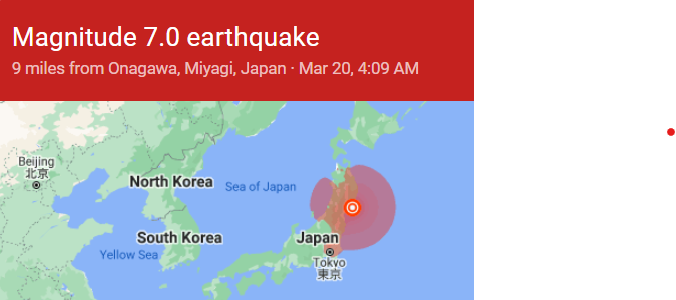 Magnitude 7.0 earthquake
9 miles from Onagawa, Miyagi, Japan · Mar 20, 4:09 AM
Beijing
北京
North Korea
Sea of Japan
South Korea
Japan
Yellow Sea
Tokyo
東京